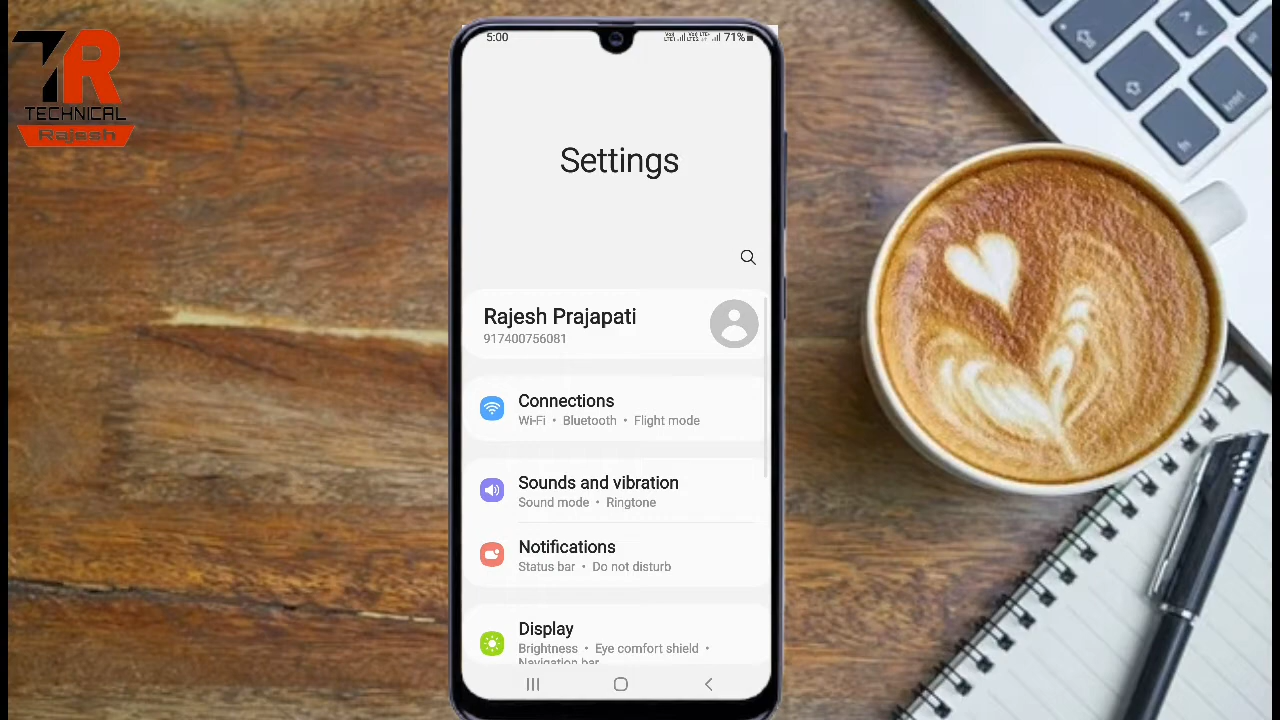 TR
TECHNICAL
Rajesh
5:00
71%
Settings
Rajesh Prajapati
917400756081
Connections
Wi-Fi • Bluetooth • Flight mode
Sounds and vibration
Sound mode • Ringtone
Notifications
Status bar • Do not disturb
Display
Brightness • Eye comfort shield •
Navigation bar